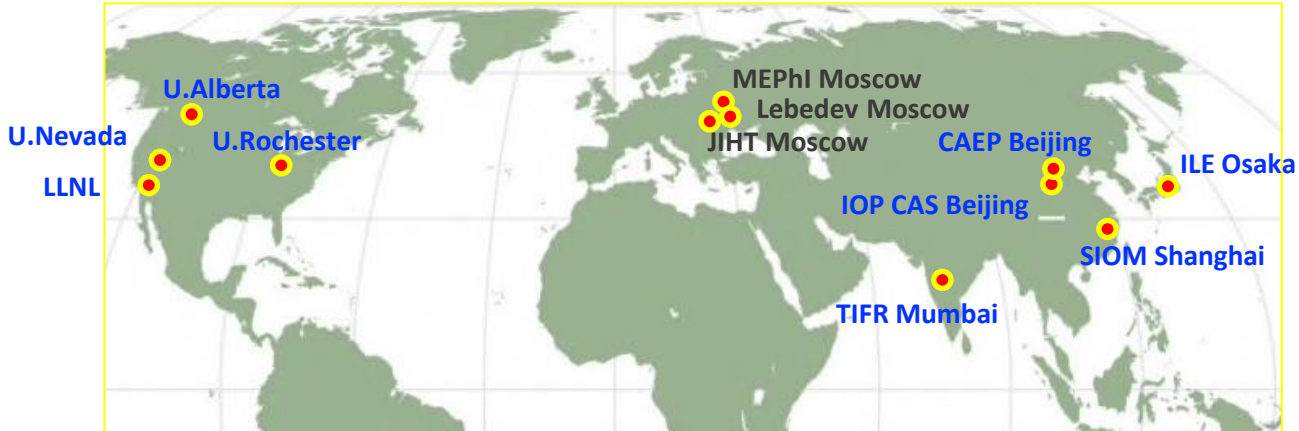 MEPhI Moscow
U.Alberta
Lebedev Moscow
U.Nevada
U.Rochester
JIHT Moscow
CAEP Beijing
ILE Osaka
LLNL
IOP CAS Beijing
SIOM Shanghai
TIFR Mumbai